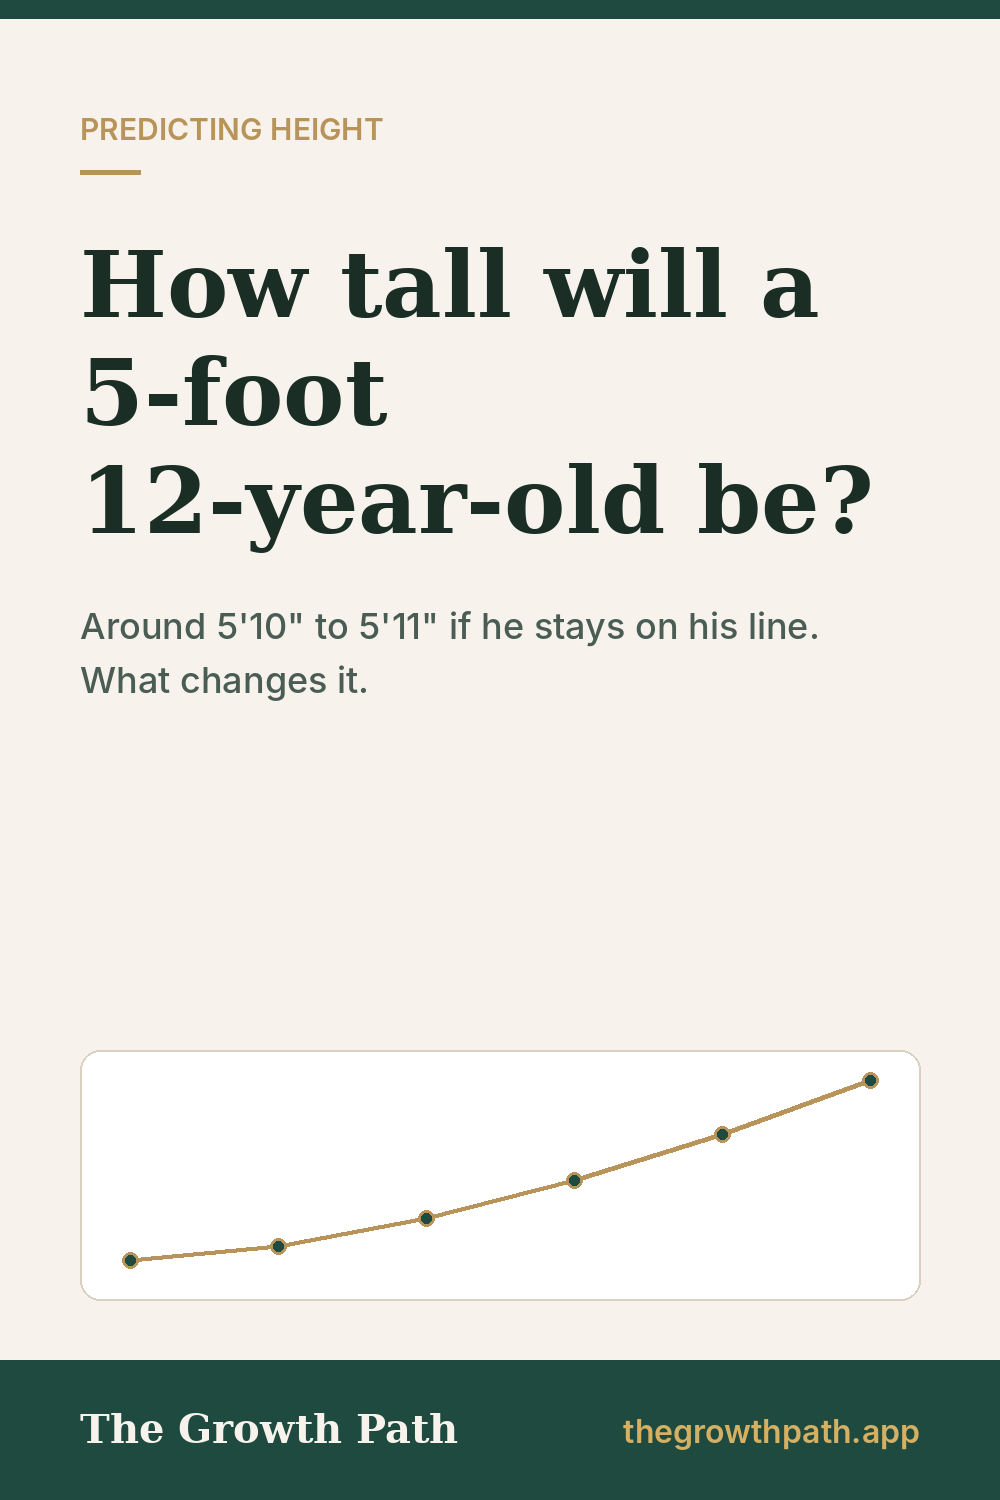 PREDICTING HEIGHT
How tall will a
5-foot
12-year-old be?
Around 5'10" to 5'11" if he stays on his line.
What changes it.
The Growth Path
thegrowthpath.app